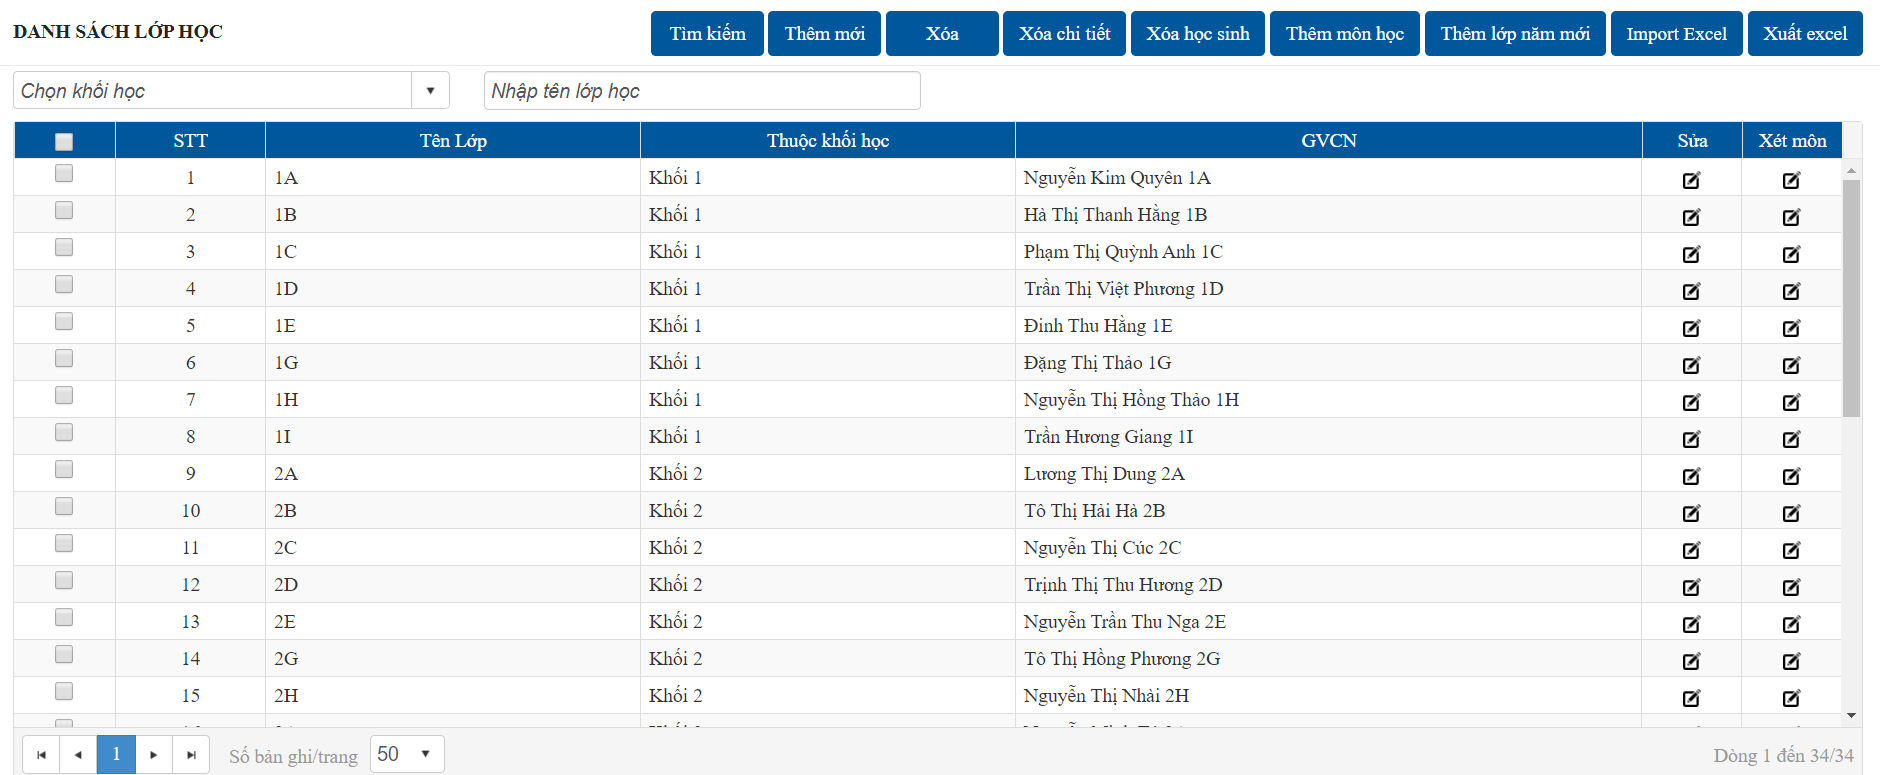 DANH SÁCH LỚP HỌC Tìm kiếm Thêm mới Xóa Xóa chi tiết Xóa học sinh Thêm môn học Thêm lớp năm mới Import Excel Xuất excel
Chọn khối học Nhập tên lớp học
STT Tên Lớp Thuộc khối học GVCN Sửa Xét môn
1 1A Khối 1 Nguyễn Kim Quyên 1A
2 1B Khối 1 Hà Thị Thanh Hằng 1B
3 1C Khối 1 Phạm Thị Quỳnh Anh 1C
4 1D Khối 1 Trần Thị Việt Phương 1D
5 1E Khối 1 Đinh Thu Hằng 1E
6 1G Khối 1 Đặng Thị Thảo 1G
7 1H Khối 1 Nguyễn Thị Hồng Thảo 1H
8 1I Khối 1 Trần Hương Giang 1I
9 2A Khối 2 Lương Thị Dung 2A
10 2B Khối 2 Tô Thị Hải Hà 2B
11 2C Khối 2 Nguyễn Thị Cúc 2C
12 2D Khối 2 Trịnh Thị Thu Hương 2D
13 2E Khối 2 Nguyễn Trần Thu Nga 2E
14 2G Khối 2 Tô Thị Hồng Phương 2G
15 2H Khối 2 Nguyễn Thị Nhài 2H
1 Số bản ghi/trang 50 Dòng 1 đến 34/34